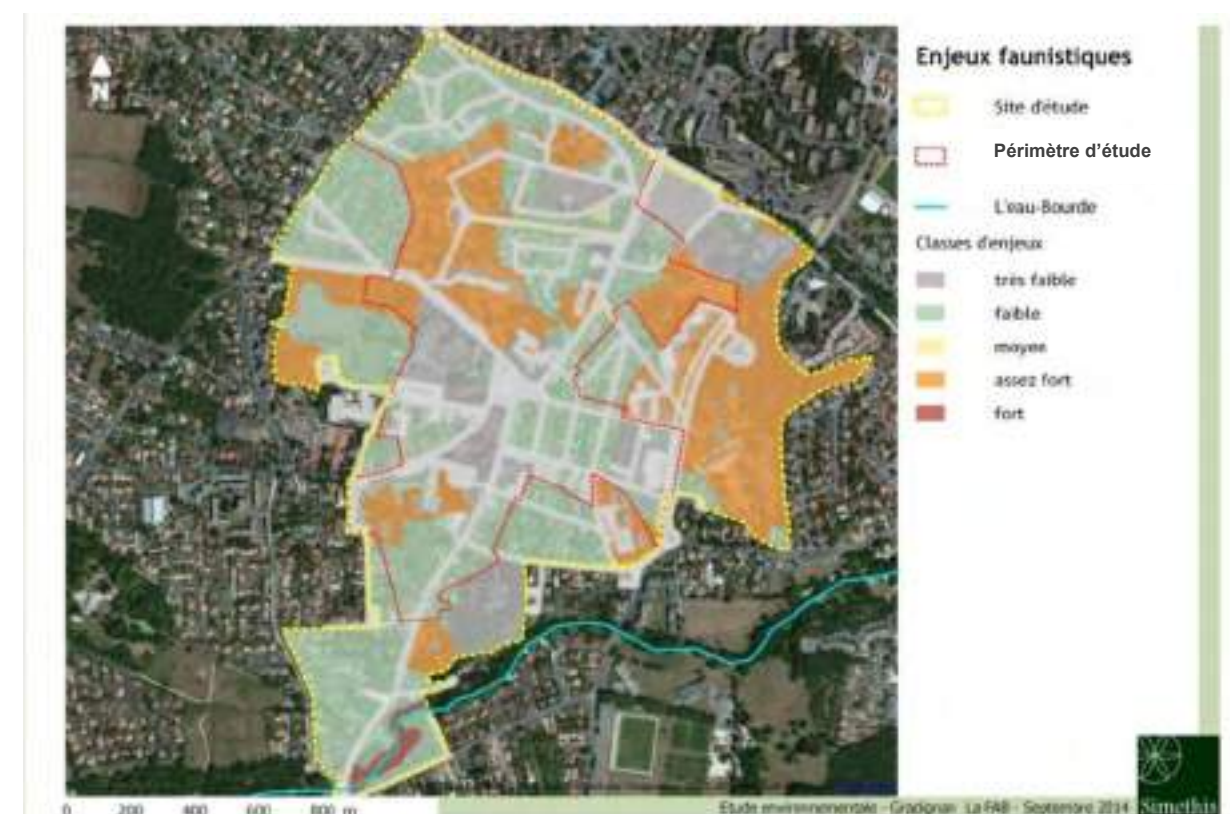 Enjeux faunistiques
N
Site d'étude
Périmètre d'étude
L'eau-Bourde
Classes d'enjeux
très faible
faible
moyen
assez fort
fort
0 200 400 600 800 m
Etude environnementale - Gradignan La FAB - Septembre 2014
Simethis